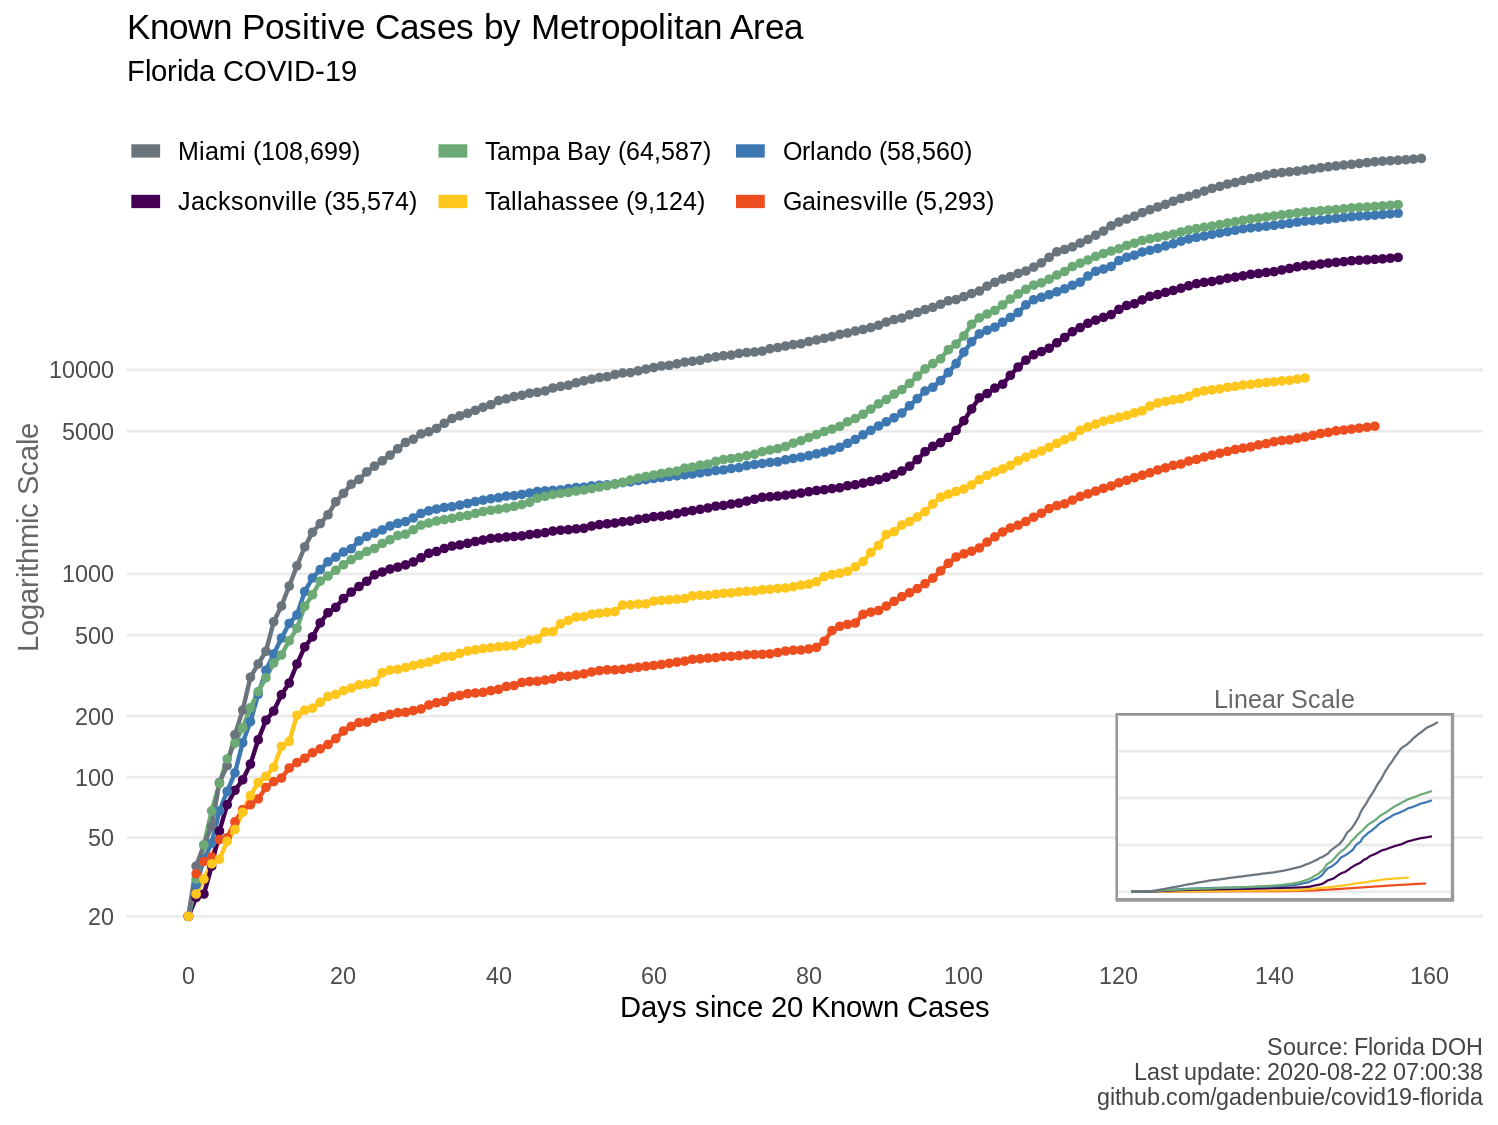 Known Positive Cases by Metropolitan Area
Florida COVID-19
Miami (108,699) Tampa Bay (64,587) Orlando (58,560)
Jacksonville (35,574) Tallahassee (9,124) Gainesville (5,293)
Logarithmic Scale
10000
5000
1000
500
200
100
50
20
Linear Scale
0 20 40 60 80 100 120 140 160
Days since 20 Known Cases
Source: Florida DOH
Last update: 2020-08-22 07:00:38
github.com/gadenbuie/covid19-florida